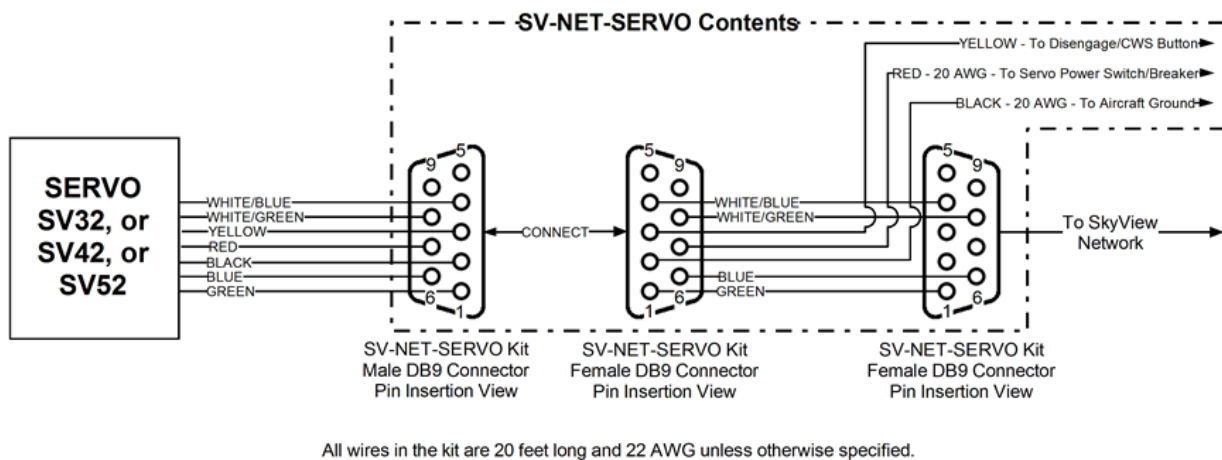 SV-NET-SERVO Contents
YELLOW - To Disengage/CWS Button
RED - 20 AWG - To Servo Power Switch/Breaker
BLACK - 20 AWG - To Aircraft Ground
SERVO
SV32, or
SV42, or
SV52
WHITE/BLUE
WHITE/GREEN
YELLOW
RED
BLACK
BLUE
GREEN
9
5
6
1
CONNECT
5
9
1
6
WHITE/BLUE
WHITE/GREEN
BLUE
GREEN
5
9
1
6
To SkyView
Network
SV-NET-SERVO Kit
Male DB9 Connector
Pin Insertion View
SV-NET-SERVO Kit
Female DB9 Connector
Pin Insertion View
SV-NET-SERVO Kit
Female DB9 Connector
Pin Insertion View
All wires in the kit are 20 feet long and 22 AWG unless otherwise specified.